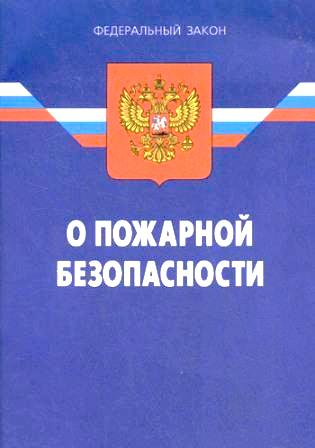 ФЕДЕРАЛЬНЫЙ ЗАКОН
О ПОЖАРНОЙ
БЕЗОПАСНОСТИ